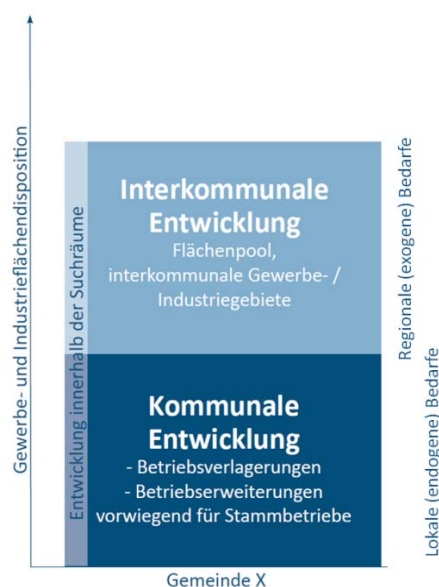 Gewerbe- und Industrieflächendisposition
Entwicklung innerhalb der Suchräume
Interkommunale
Entwicklung
Flächenpool,
interkommunale Gewerbe- /
Industriegebiete
Kommunale
Entwicklung
- Betriebsverlagerungen
- Betriebserweiterungen
vorwiegend für Stammbetriebe
Regionale (exogene) Bedarfe
Lokale (endogene) Bedarfe
Gemeinde X